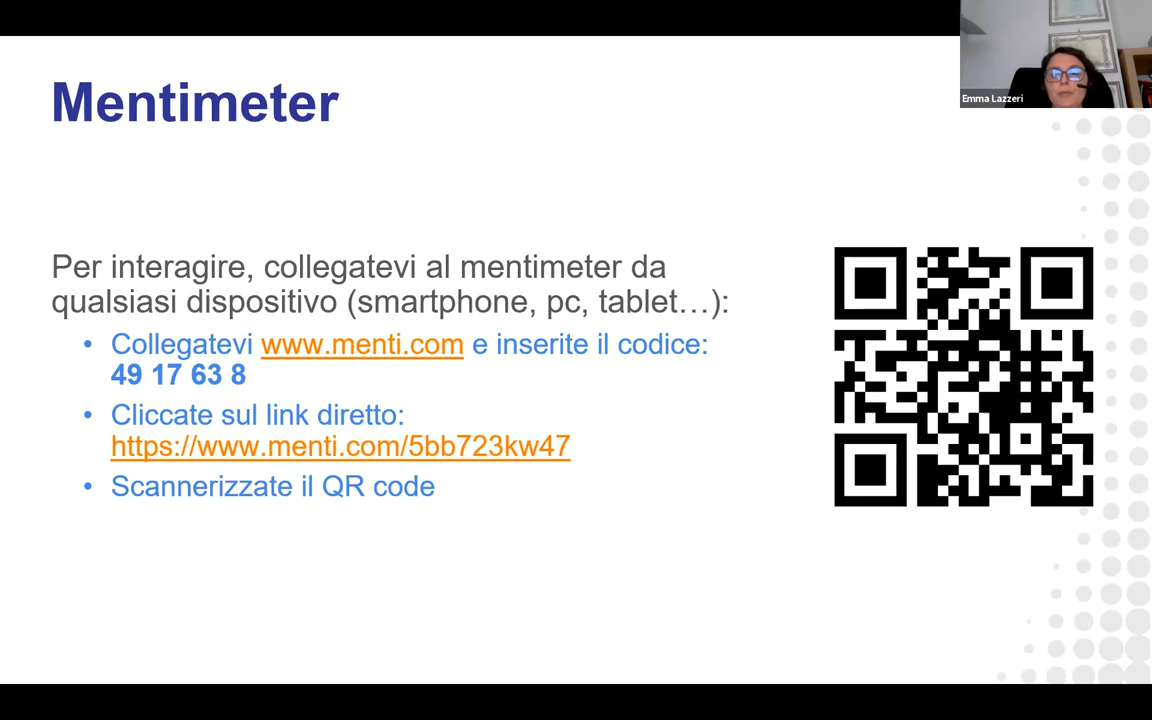 Mentimeter
Emma Lazzeri
Per interagire, collegatevi al mentimeter da
qualsiasi dispositivo (smartphone, pc, tablet…):
• Collegatevi www.menti.com e inserite il codice:
49 17 63 8
• Cliccate sul link diretto:
https://www.menti.com/5bb723kw47
• Scannerizzate il QR code